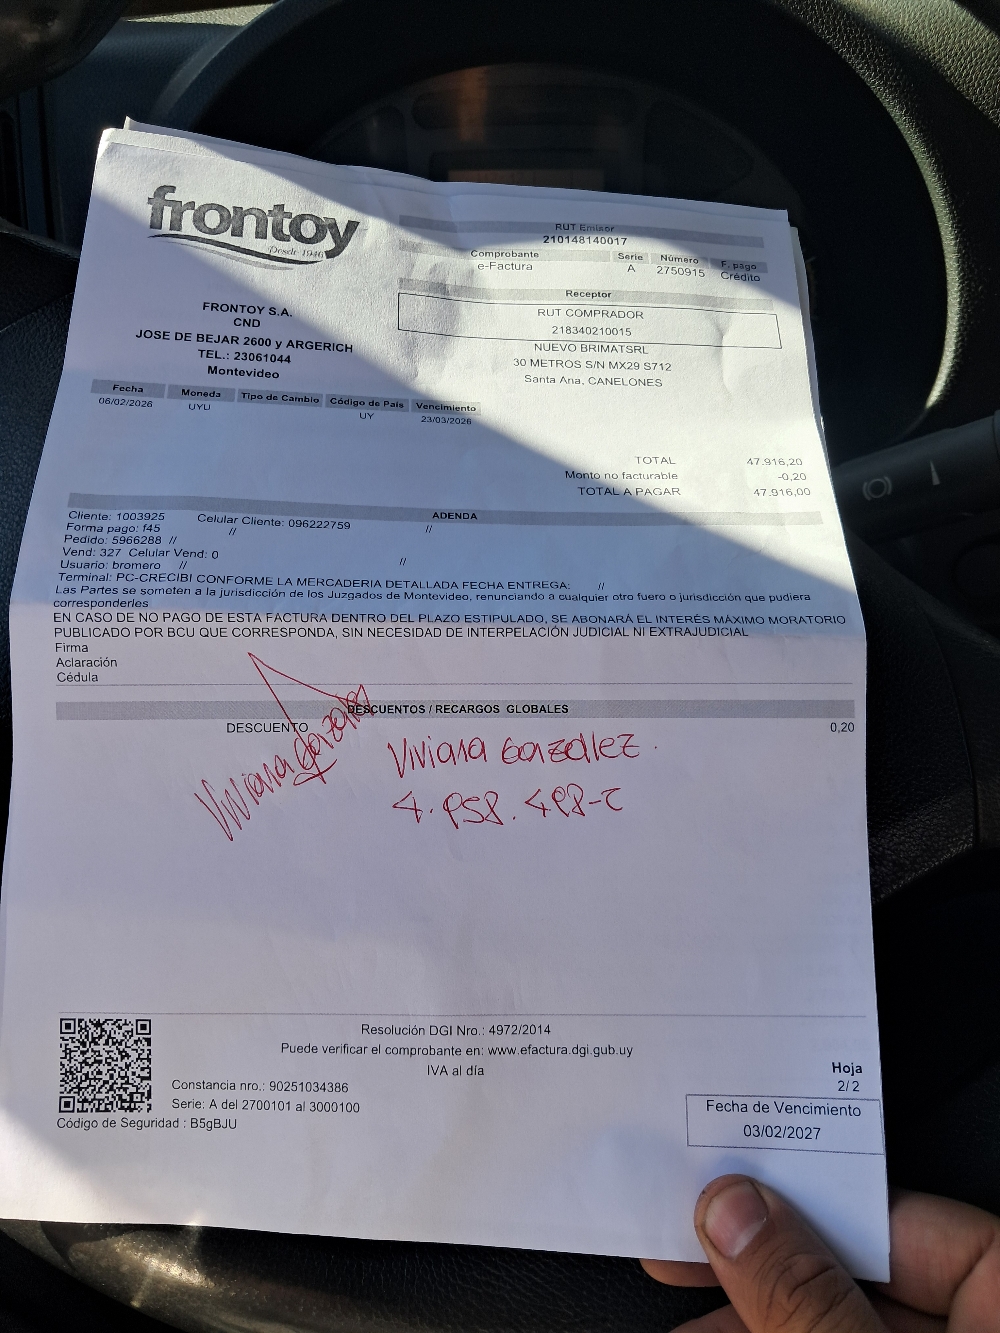 frontoy
Desde 1940
FRONTOY S.A.
CND
JOSE DE BEJAR 2600 y ARGERICH
TEL.: 23061044
Montevideo
RUT Emisor
210148140017
Comprobante Serie Número F. pago
e-Factura A 2750915 Crédito
Receptor
RUT COMPRADOR
218340210015
NUEVO BRIMATSRL
30 METROS S/N MX29 S712
Santa Ana, CANELONES
Fecha Moneda Tipo de Cambio Código de País Vencimiento
06/02/2026 UYU UY 23/03/2026
TOTAL 47.916,20
Monto no facturable -0,20
TOTAL A PAGAR 47.916,00
ADENDA
Cliente: 1003925 Celular Cliente: 096222759 //
Forma pago: f45 //
Pedido: 5966288 //
Vend: 327 Celular Vend: 0 //
Usuario: bromero //
Terminal: PC-CRECIBI CONFORME LA MERCADERIA DETALLADA FECHA ENTREGA: //
Las Partes se someten a la jurisdicción de los Juzgados de Montevideo, renunciando a cualquier otro fuero o jurisdicción que pudiera
corresponderles
EN CASO DE NO PAGO DE ESTA FACTURA DENTRO DEL PLAZO ESTIPULADO, SE ABONARÁ EL INTERÉS MÁXIMO MORATORIO
PUBLICADO POR BCU QUE CORRESPONDA, SIN NECESIDAD DE INTERPELACIÓN JUDICIAL NI EXTRAJUDICIAL
Firma
Aclaración
Cédula
DESCUENTOS / RECARGOS GLOBALES
DESCUENTO 0,20
Viviana Gonzalez
Viviana Gonzalez
Resolución DGI Nro.: 4972/2014
Puede verificar el comprobante en: www.efactura.dgi.gub.uy
IVA al día
Constancia nro.: 90251034386
Serie: A del 2700101 al 3000100
Código de Seguridad : B5gBJU
Hoja
2/ 2
Fecha de Vencimiento
03/02/2027